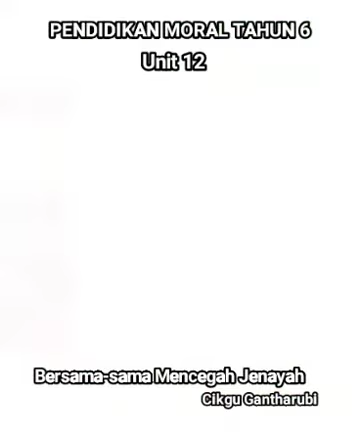 PENDIDIKAN MORAL TAHUN 6
Unit 12
Bersama-sama Mencegah Jenayah
Cikgu Gantharubi